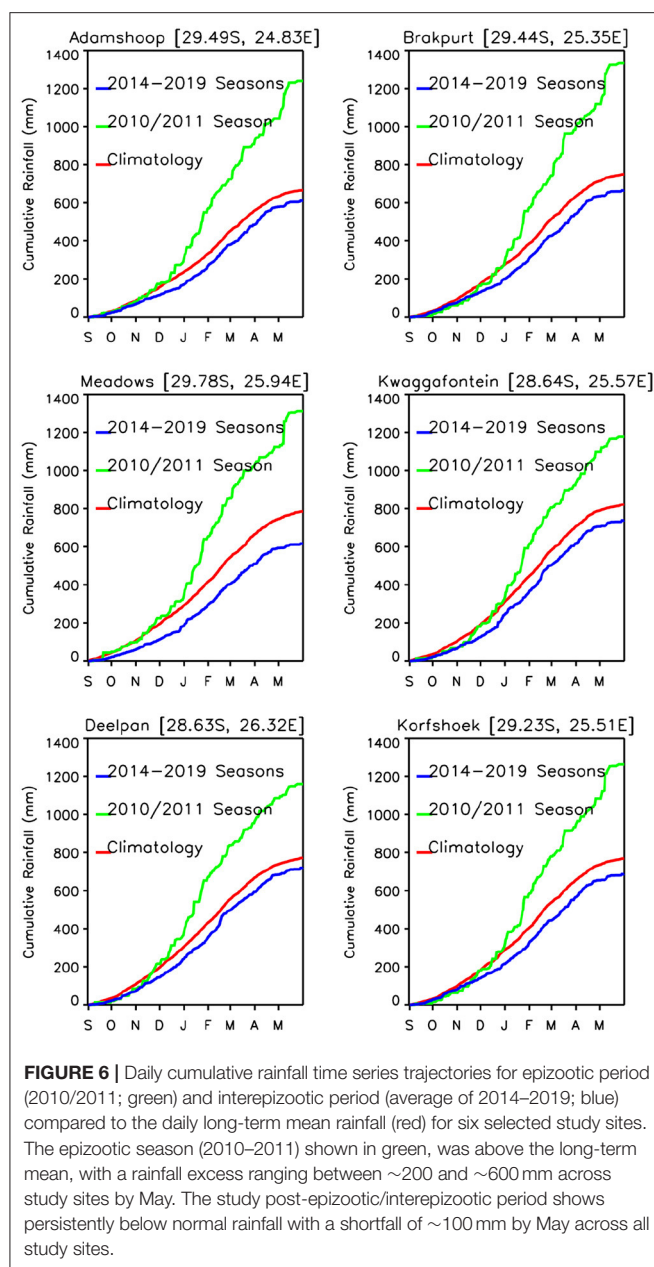 Adamshoop [29.49S, 24.83E]
Cumulative Rainfall (mm)
1400
1200
1000
800
600
400
200
0
2014-2019 Seasons
2010/2011 Season
Climatology
S O N D J F M A M
Brakpurt [29.44S, 25.35E]
Cumulative Rainfall (mm)
1400
1200
1000
800
600
400
200
0
2014-2019 Seasons
2010/2011 Season
Climatology
S O N D J F M A M
Meadows [29.78S, 25.94E]
Cumulative Rainfall (mm)
1400
1200
1000
800
600
400
200
0
2014-2019 Seasons
2010/2011 Season
Climatology
S O N D J F M A M
Kwaggafontein [28.64S, 25.57E]
Cumulative Rainfall (mm)
1400
1200
1000
800
600
400
200
0
2014-2019 Seasons
2010/2011 Season
Climatology
S O N D J F M A M
Deelpan [28.63S, 26.32E]
Cumulative Rainfall (mm)
1400
1200
1000
800
600
400
200
0
2014-2019 Seasons
2010/2011 Season
Climatology
S O N D J F M A M
Korfshoek [29.23S, 25.51E]
Cumulative Rainfall (mm)
1400
1200
1000
800
600
400
200
0
2014-2019 Seasons
2010/2011 Season
Climatology
S O N D J F M A M
FIGURE 6 | Daily cumulative rainfall time series trajectories for epizootic period
(2010/2011; green) and interepizootic period (average of 2014–2019; blue)
compared to the daily long-term mean rainfall (red) for six selected study sites.
The epizootic season (2010–2011) shown in green, was above the long-term
mean, with a rainfall excess ranging between ~200 and ~600 mm across
study sites by May. The study post-epizootic/interepizootic period shows
persistently below normal rainfall with a shortfall of ~100 mm by May across all
study sites.